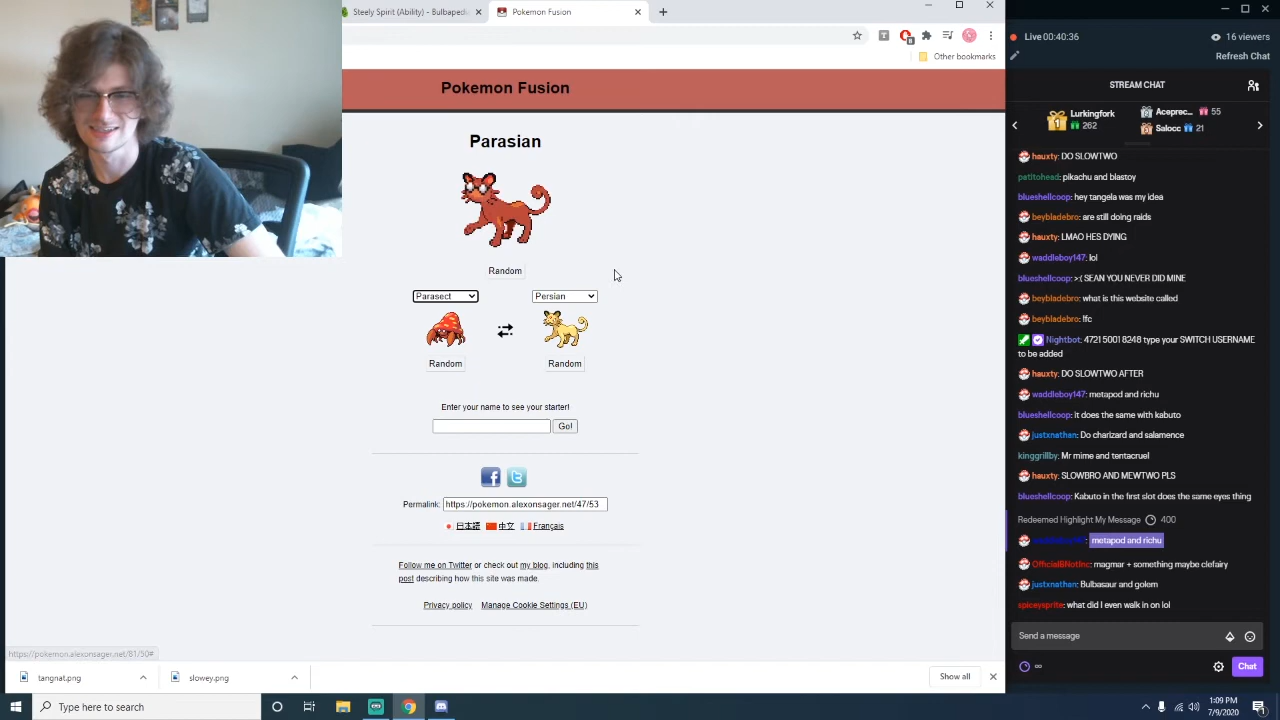 Steely Spirit (Ability) - Bulbaped
Pokemon Fusion
Other bookmarks
Pokemon Fusion
Parasian
Random
Parasect
Persian
Random
Random
Enter your name to see your starter!
Go!
Permalink:
https://pokemon.alexonsager.net/47/53
日本語
中文
Français
Follow me on Twitter or check out my blog, including this
post describing how this site was made.
Privacy policy
Manage Cookie Settings (EU)
https://pokemon.alexonsager.net/81/50#
tangnat.png
slowey.png
Show all
Type here to search
1:09 PM
7/9/2020
Live 00:40:36
16 viewers
Refresh Chat
STREAM CHAT
Lurkingfork
262
Aceprec... 55
Salocc 21
hauxty: DO SLOWTWO
patitohead: pikachu and blastoy
blueshellcoop: hey tangela was my idea
beybladebro: are still doing raids
hauxty: LMAO HES DYING
waddleboy147: lol
blueshellcoop: >:( SEAN YOU NEVER DID MINE
beybladebro: what is this website called
beybladebro: !fc
Nightbot: 4721 5001 8248 type your SWITCH USERNAME
to be added
hauxty: DO SLOWTWO AFTER
waddleboy147: metapod and richu
blueshellcoop: it does the same with kabuto
justxnathan: Do charizard and salamence
kinggrillby: Mr mime and tentacruel
hauxty: SLOWBRO AND MEWTWO PLS
blueshellcoop: Kabuto in the first slot does the same eyes thing
Redeemed Highlight My Message 400
waddleboy147: metapod and richu
OfficialBNotInc: magmar + something maybe clefairy
justxnathan: Bulbasaur and golem
spiceysprite: what did I even walk in on lol
Send a message
Chat